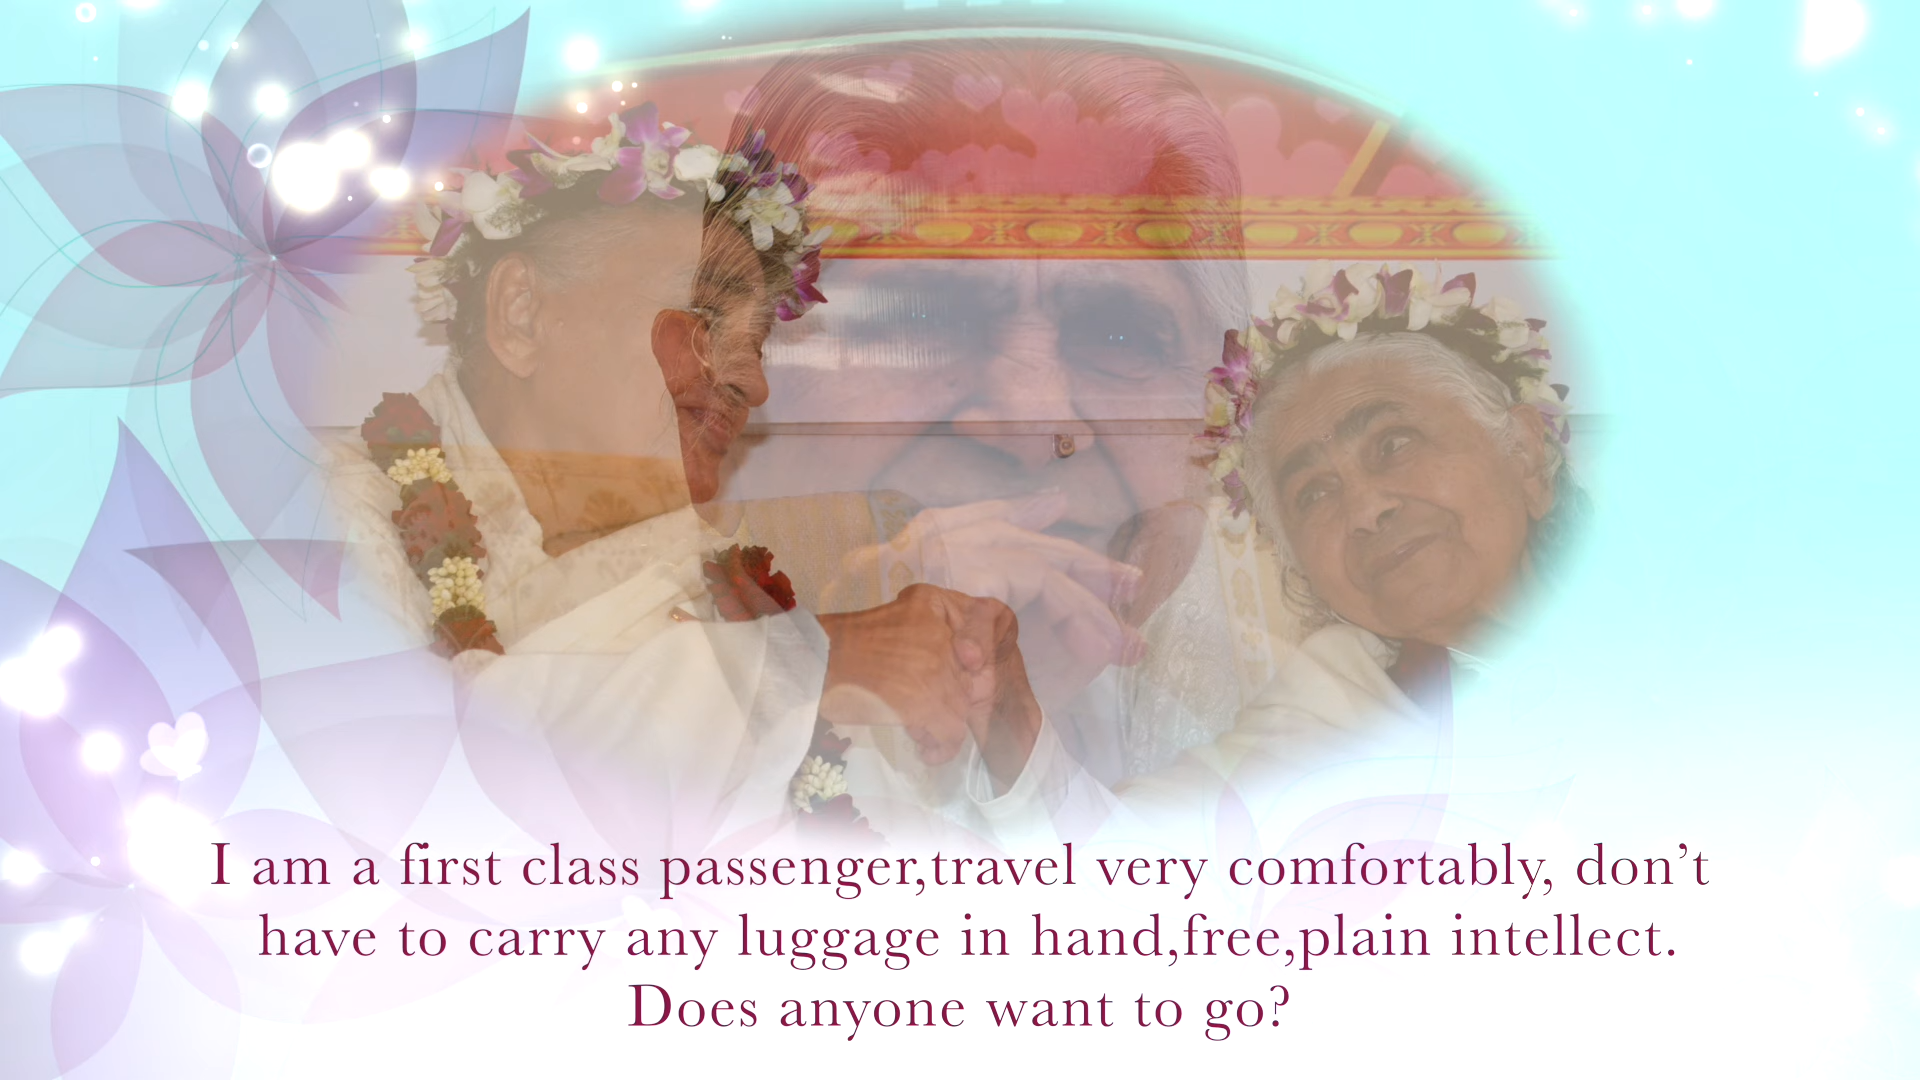 I am a first class passenger,travel very comfortably, don’t
have to carry any luggage in hand,free,plain intellect.
Does anyone want to go?